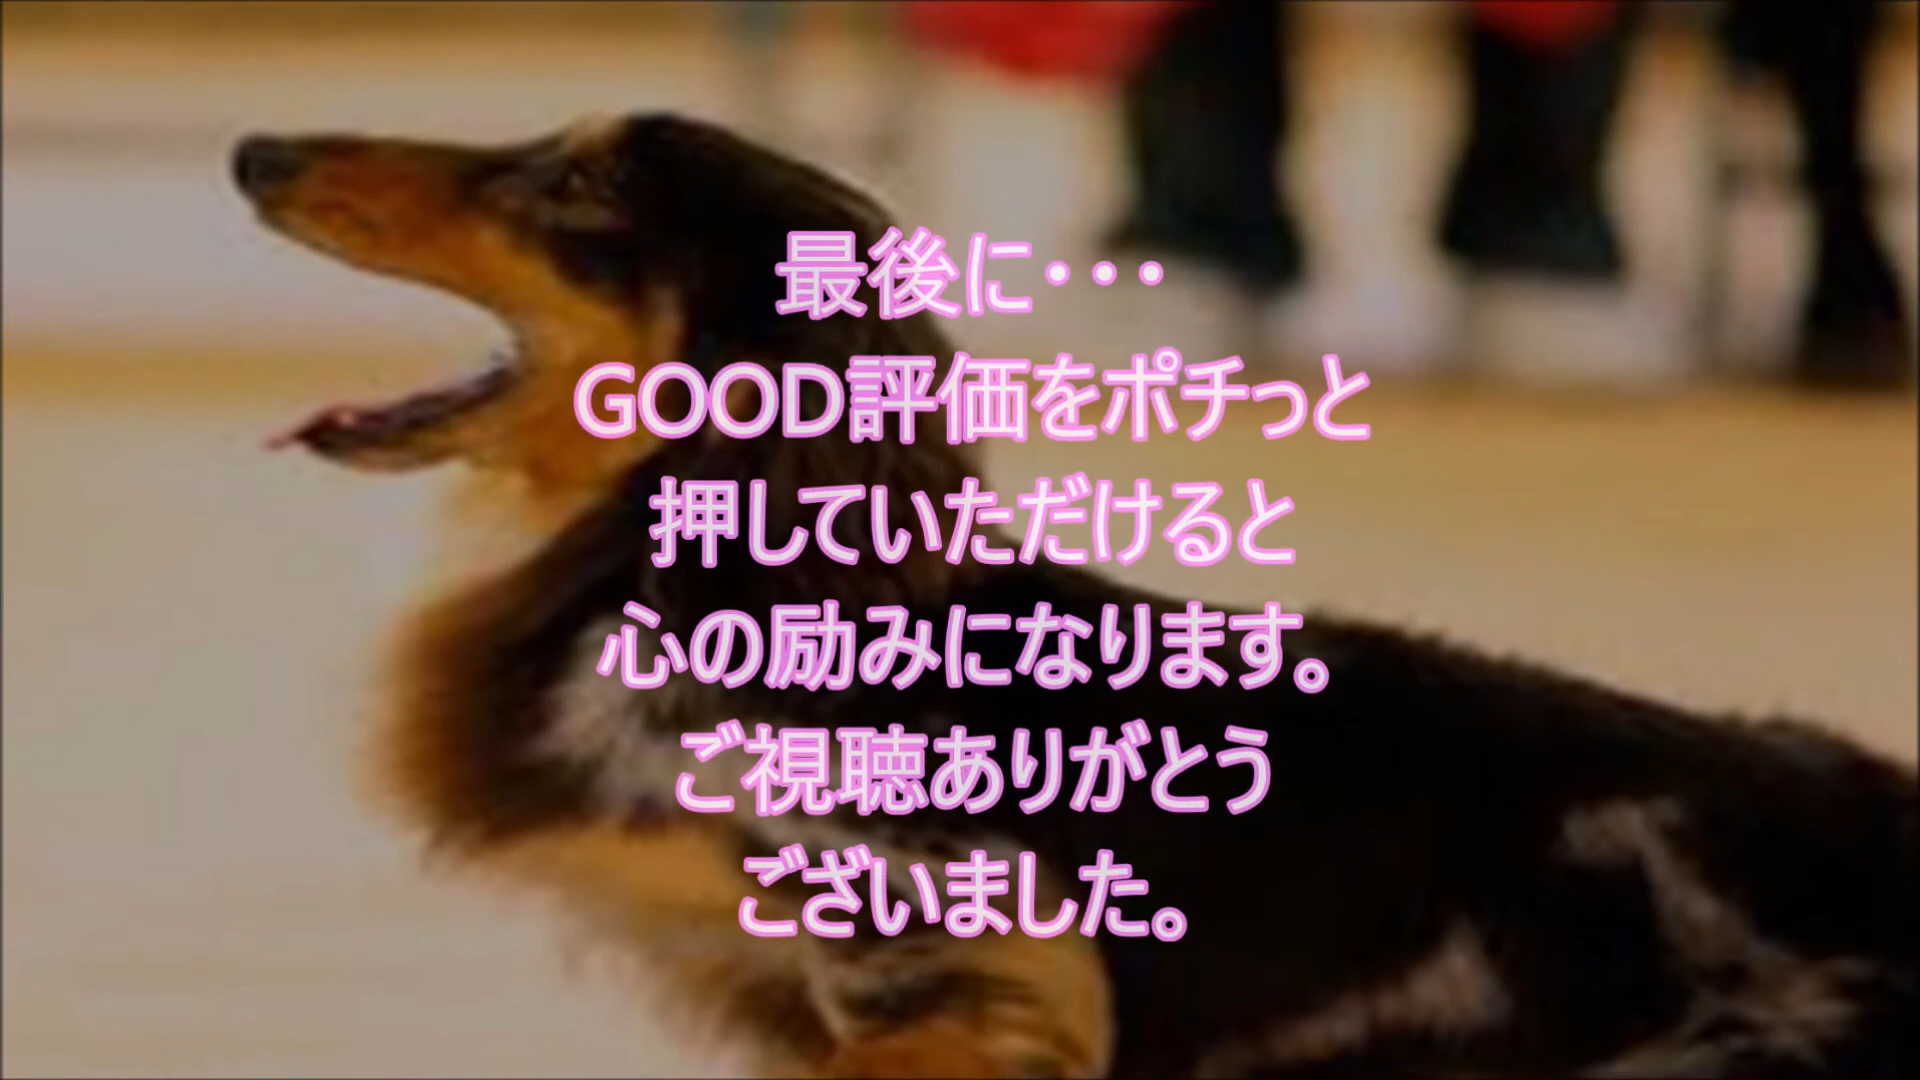 最後に・・・
GOOD評価をポチっと
押していただけると
心の励みになります。
ご視聴ありがとう
ございました。